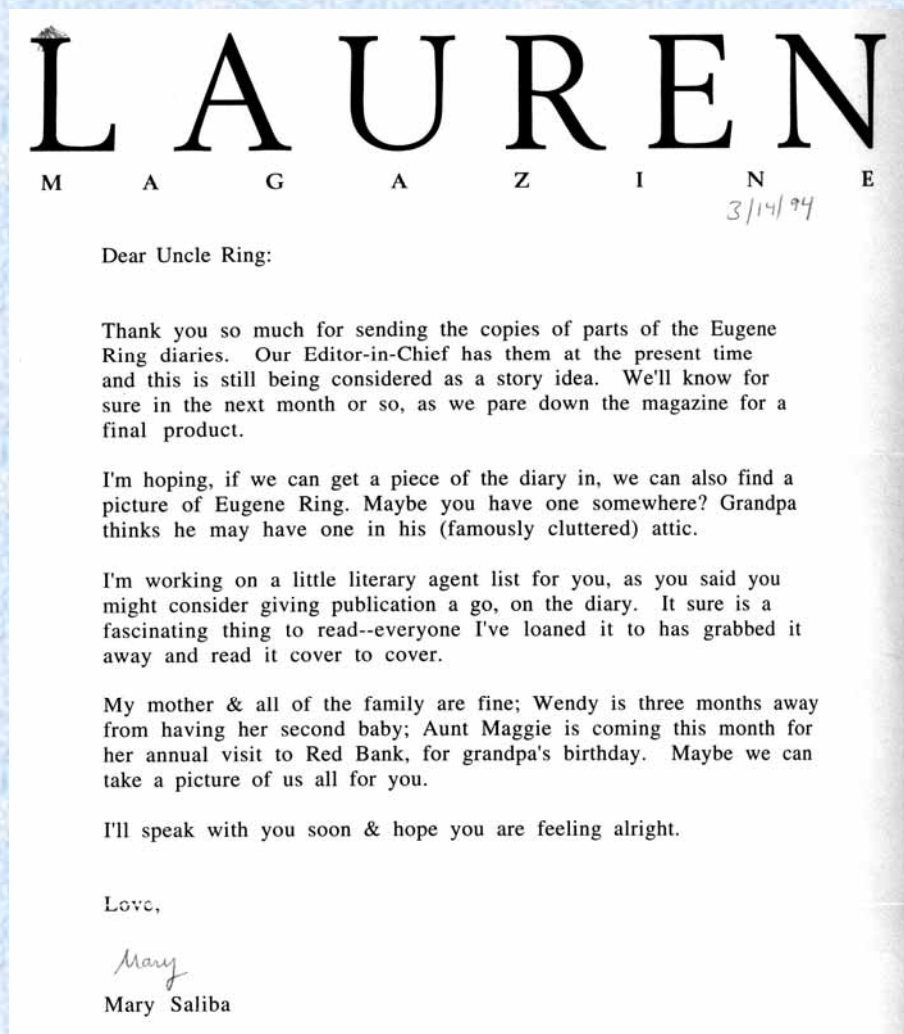 LAUREN
MAGAZINE
3/14/94
Dear Uncle Ring:
Thank you so much for sending the copies of parts of the Eugene
Ring diaries. Our Editor-in-Chief has them at the present time
and this is still being considered as a story idea. We'll know for
sure in the next month or so, as we pare down the magazine for a
final product.
I'm hoping, if we can get a piece of the diary in, we can also find a
picture of Eugene Ring. Maybe you have one somewhere? Grandpa
thinks he may have one in his (famously cluttered) attic.
I'm working on a little literary agent list for you, as you said you
might consider giving publication a go, on the diary. It sure is a
fascinating thing to read--everyone I've loaned it to has grabbed it
away and read it cover to cover.
My mother & all of the family are fine; Wendy is three months away
from having her second baby; Aunt Maggie is coming this month for
her annual visit to Red Bank, for grandpa's birthday. Maybe we can
take a picture of us all for you.
I'll speak with you soon & hope you are feeling alright.
Love,
Mary
Mary Saliba